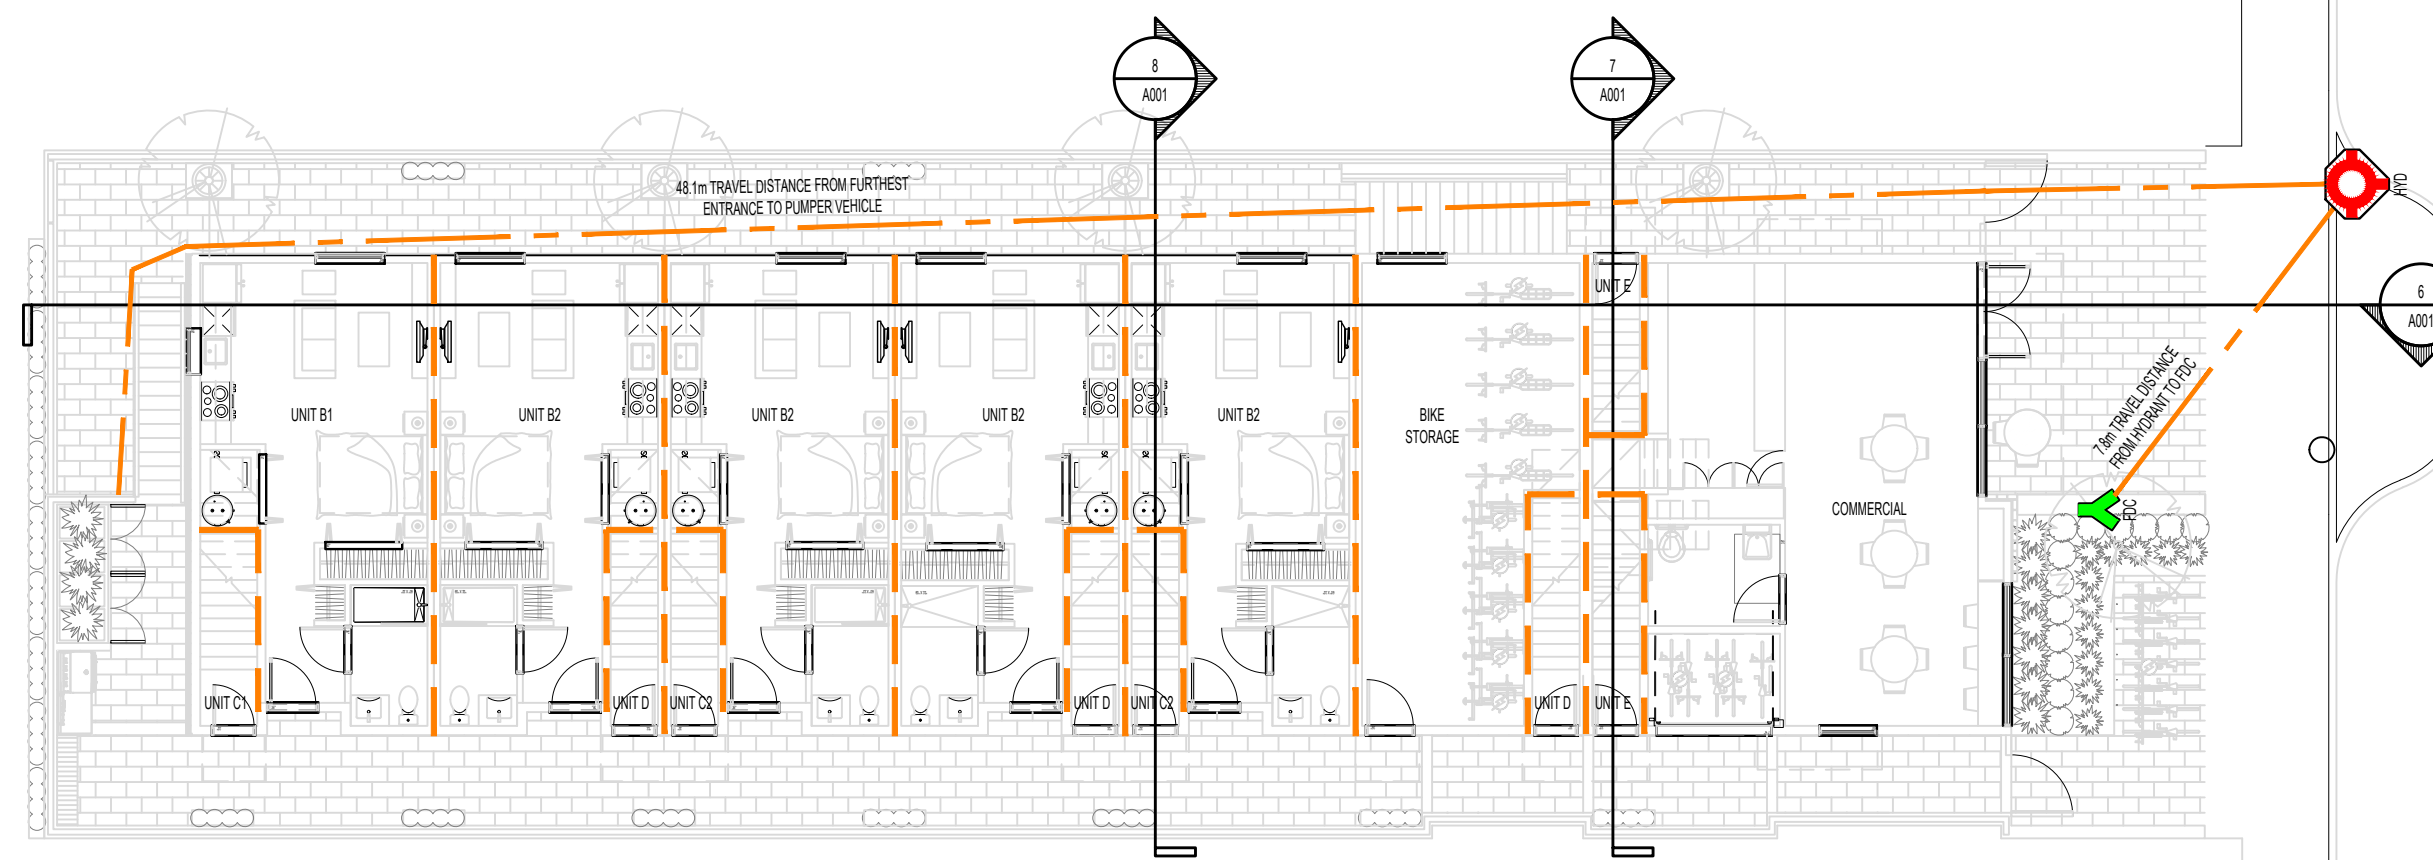 8
A001
7
A001
48.1m TRAVEL DISTANCE FROM FURTHEST
ENTRANCE TO PUMPER VEHICLE
HYD
UNIT E
6
A001
7.8m TRAVEL DISTANCE
FROM HYDRANT TO FDC
UNIT B1
UNIT B2
UNIT B2
UNIT B2
UNIT B2
BIKE
STORAGE
COMMERCIAL
FDC
UNIT C1
UNIT D
UNIT C2
UNIT D
UNIT C2
UNIT D
UNIT E